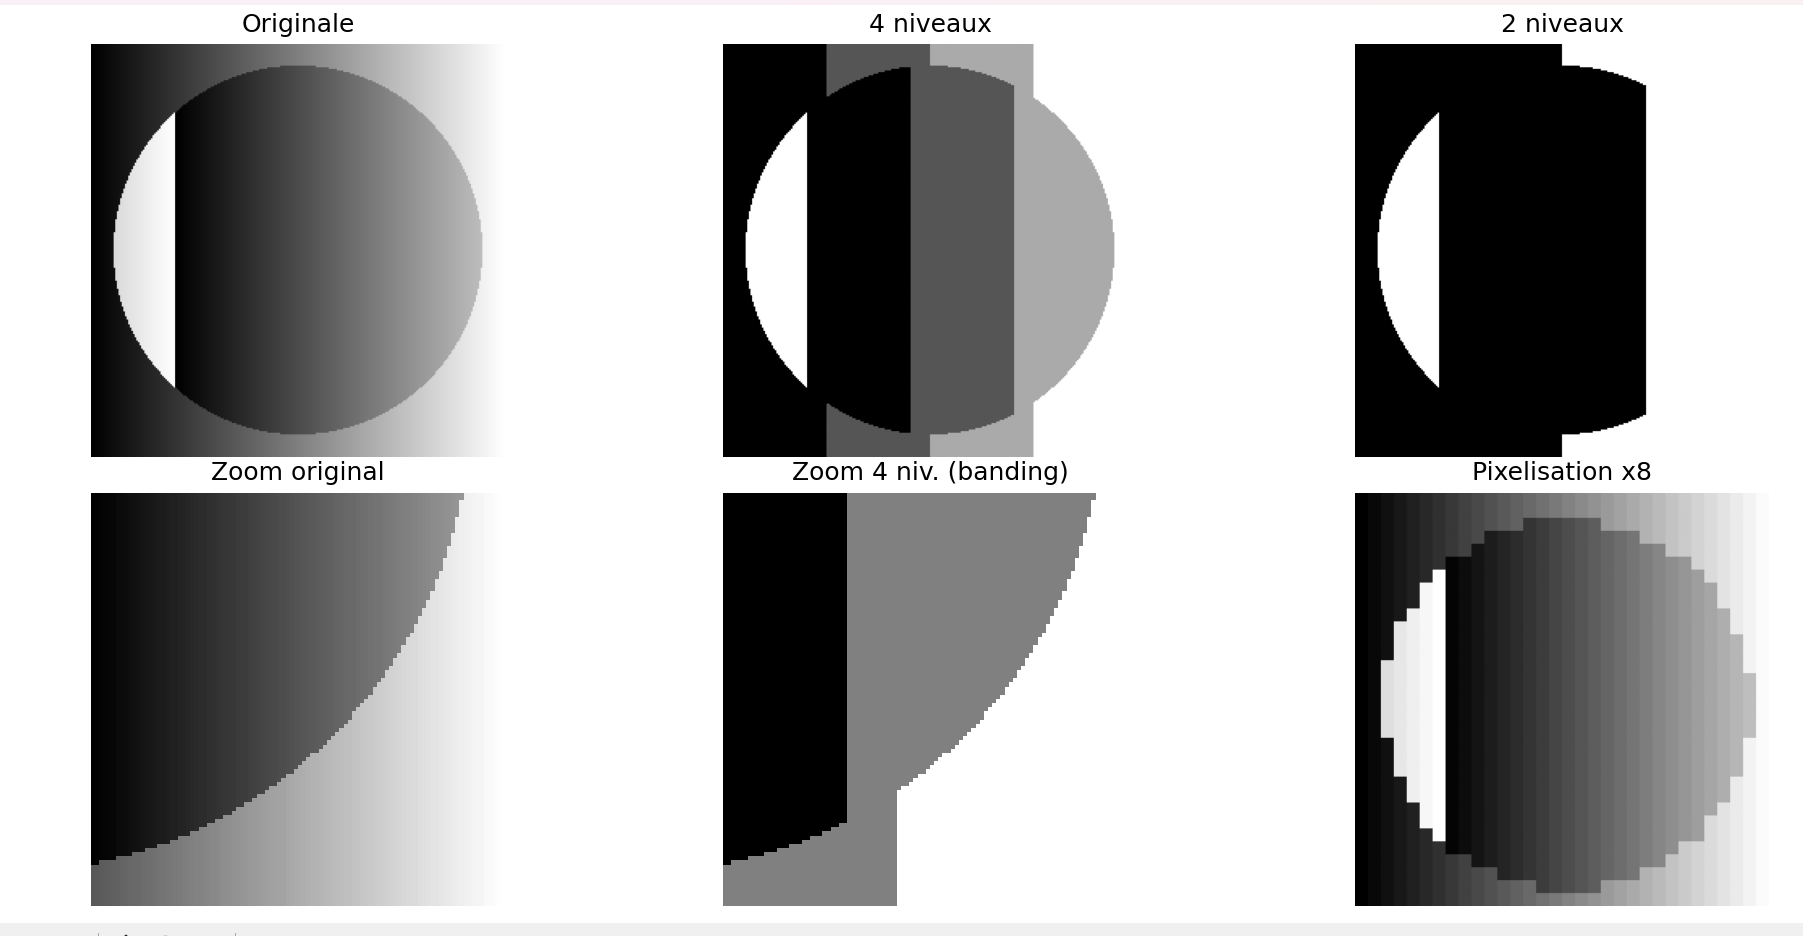 Originale
4 niveaux
2 niveaux
Zoom original
Zoom 4 niv. (banding)
Pixelisation x8